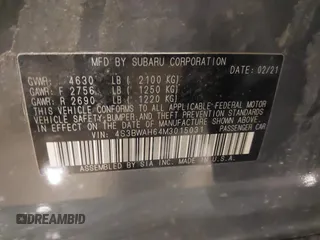 MFD. BY SUBARU CORPORATION
DATE: 02/21
GVWR: 4630 LB ( 2100 KG)
GAWR: F 2756 LB ( 1250 KG)
GAWR: R 2690 LB ( 1220 KG)
THIS VEHICLE CONFORMS TO ALL APPLICABLE FEDERAL MOTOR
VEHICLE SAFETY, BUMPER, AND THEFT PREVENTION STANDARDS
IN EFFECT ON THE DATE OF MANUFACTURE SHOWN ABOVE.
VIN: 4S3BWAH64M3015031 PASSENGER CAR
ASSEMBLED BY SIA INC. MADE IN U.S.A.
DREAMBID